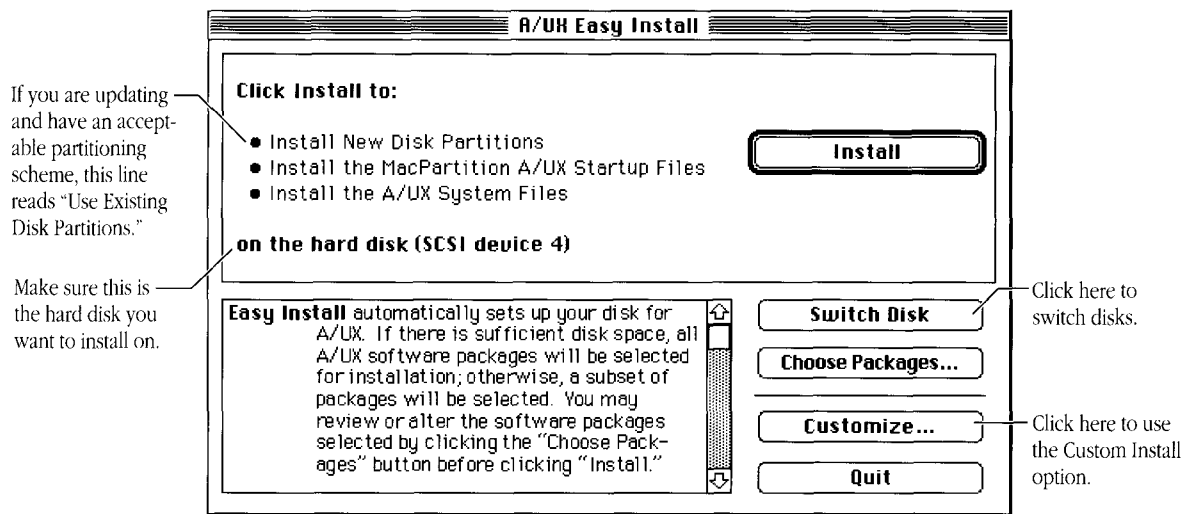 A/UX Easy Install
If you are updating
and have an accept-
able partitioning
scheme, this line
reads “Use Existing
Disk Partitions.”
Make sure this is
the hard disk you
want to install on.
Click Install to:
● Install New Disk Partitions
● Install the MacPartition A/UX Startup Files
● Install the A/UX System Files
on the hard disk (SCSI device 4)
Install
Easy Install automatically sets up your disk for
A/UX. If there is sufficient disk space, all
A/UX software packages will be selected
for installation; otherwise, a subset of
packages will be selected. You may
review or alter the software packages
selected by clicking the “Choose Pack-
ages” button before clicking “Install.”
Switch Disk
Choose Packages...
Customize...
Quit
Click here to
switch disks.
Click here to use
the Custom Install
option.